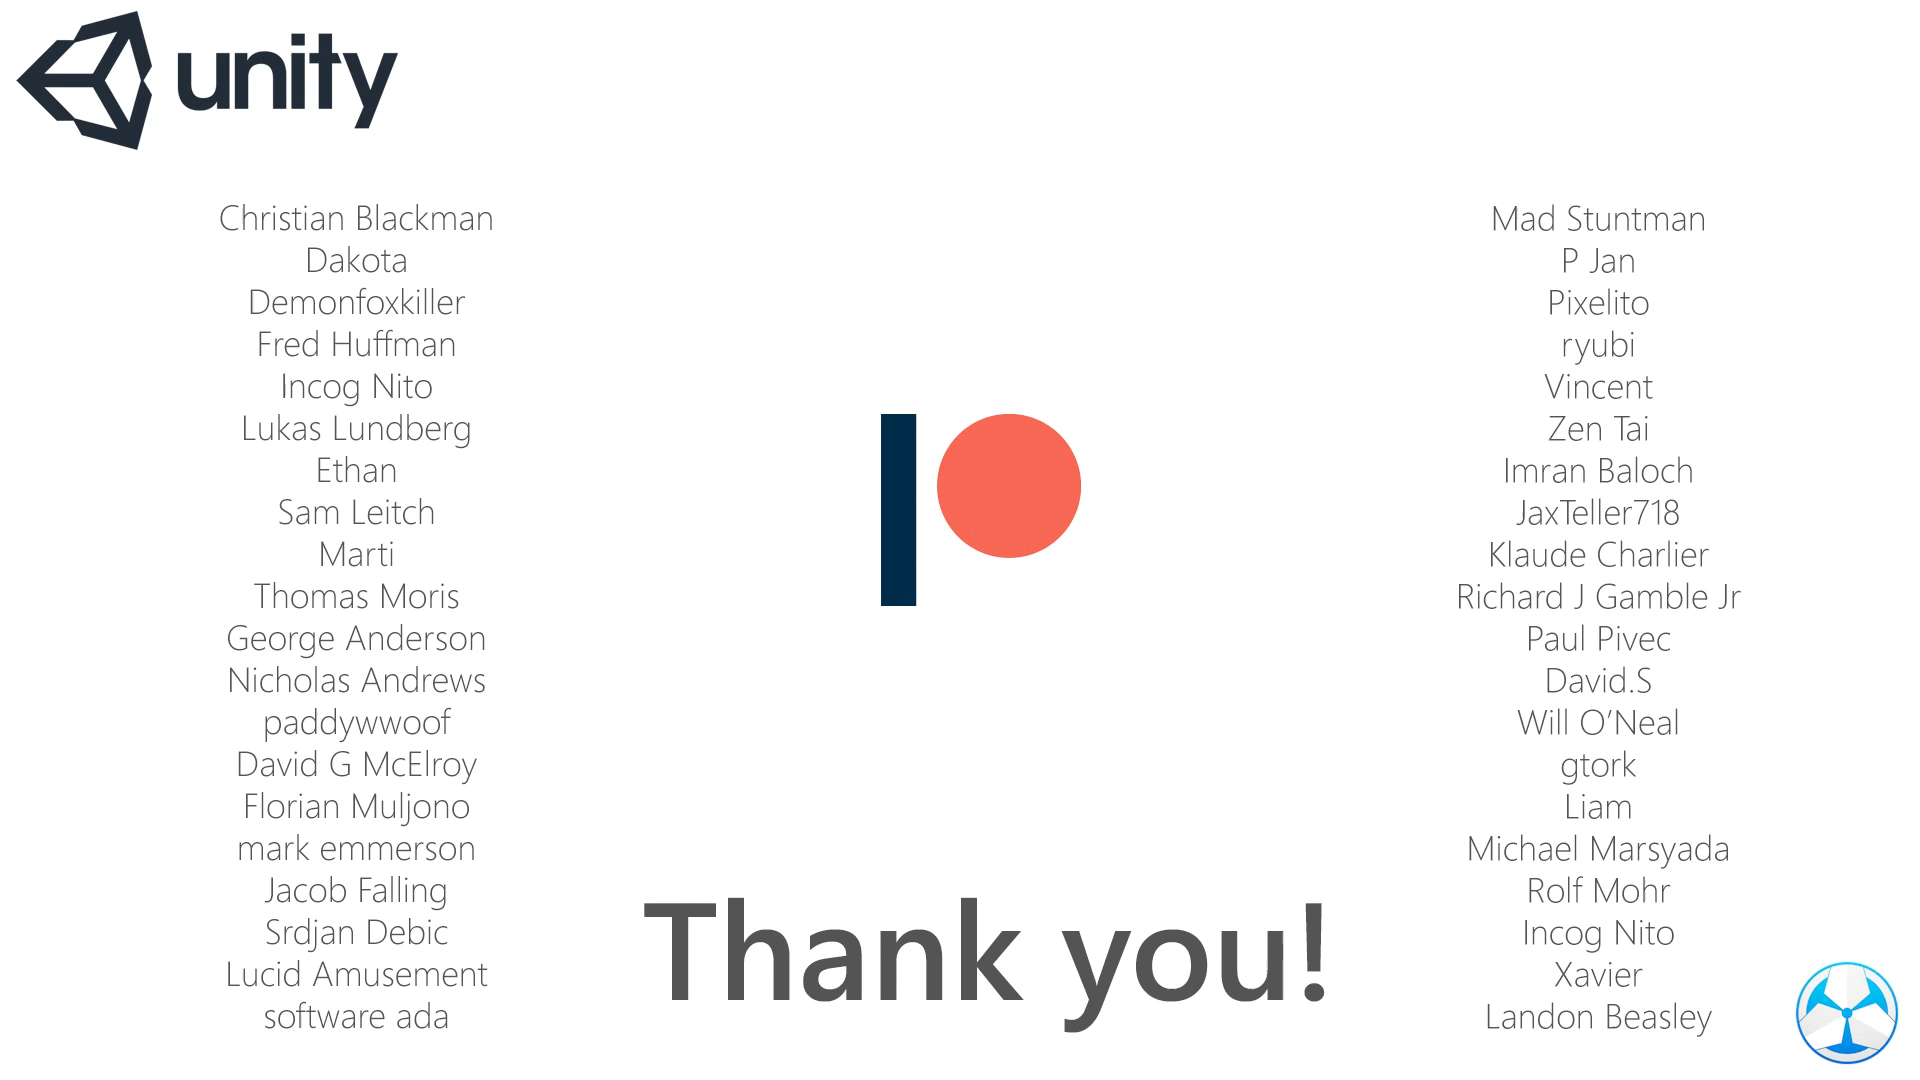 unity
Christian Blackman
Dakota
Demonfoxkiller
Fred Huffman
Incog Nito
Lukas Lundberg
Ethan
Sam Leitch
Marti
Thomas Moris
George Anderson
Nicholas Andrews
paddywwoof
David G McElroy
Florian Muljono
mark emmerson
Jacob Falling
Srdjan Debic
Lucid Amusement
software ada
Thank you!
Mad Stuntman
P Jan
Pixelito
ryubi
Vincent
Zen Tai
Imran Baloch
JaxTeller718
Klaude Charlier
Richard J Gamble Jr
Paul Pivec
David.S
Will O’Neal
gtork
Liam
Michael Marsyada
Rolf Mohr
Incog Nito
Xavier
Landon Beasley